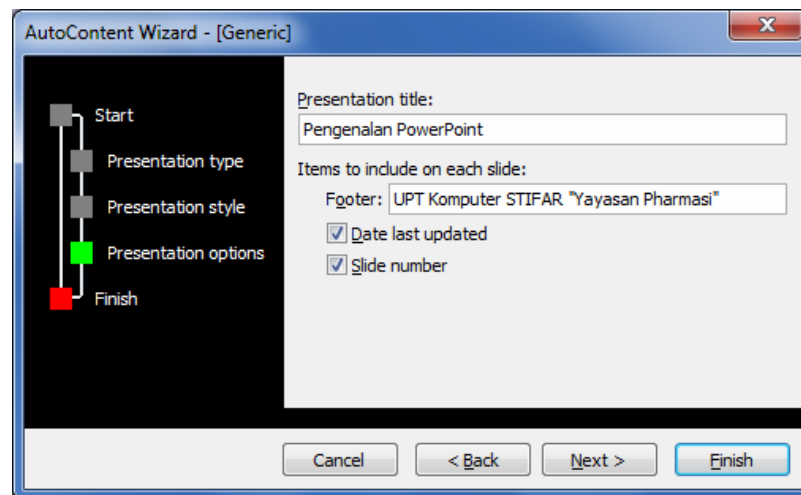 AutoContent Wizard - [Generic]
Start
Presentation type
Presentation style
Presentation options
Finish
Presentation title:
Pengenalan PowerPoint
Items to include on each slide:
Footer: UPT Komputer STIFAR "Yayasan Pharmasi"
Date last updated
Slide number
Cancel < Back Next > Finish